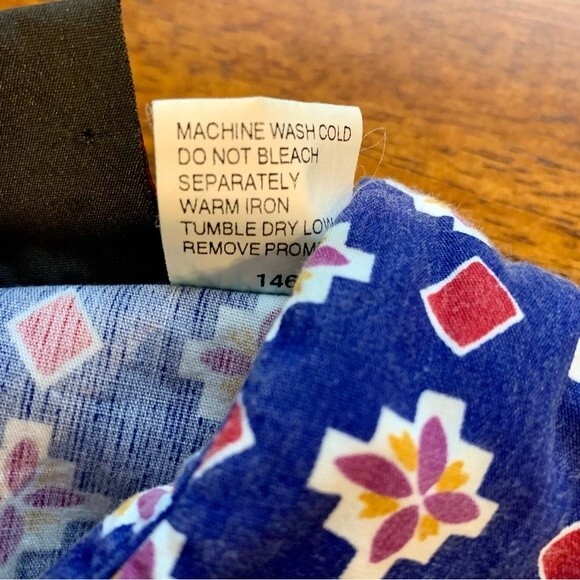 MACHINE WASH COLD
DO NOT BLEACH
SEPARATELY
WARM IRON
TUMBLE DRY LOW
REMOVE
146